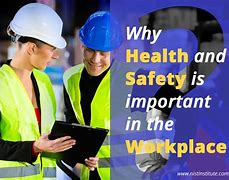 Why
Health and
Safety is
important
in the
Workplace
www.nistinstitute.com